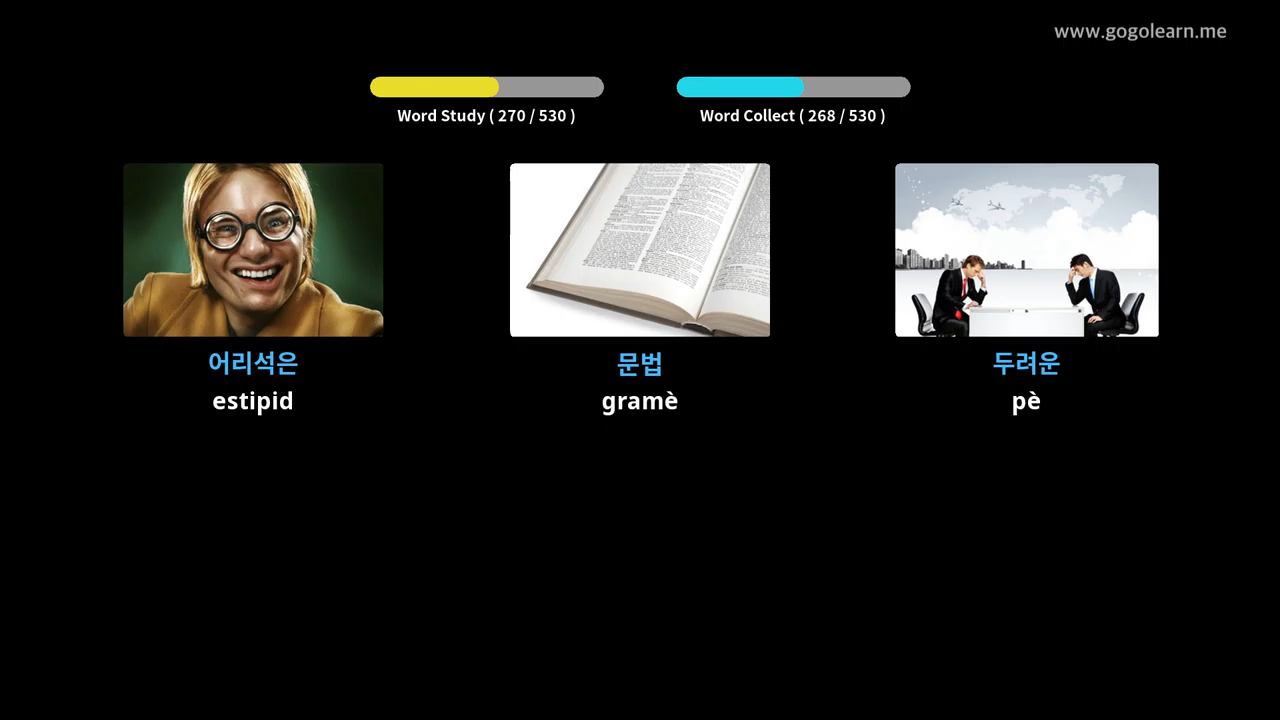 www.gogolearn.me
Word Study ( 270 / 530 )
Word Collect ( 268 / 530 )
어리석은
estipid
문법
gramè
두려운
pè